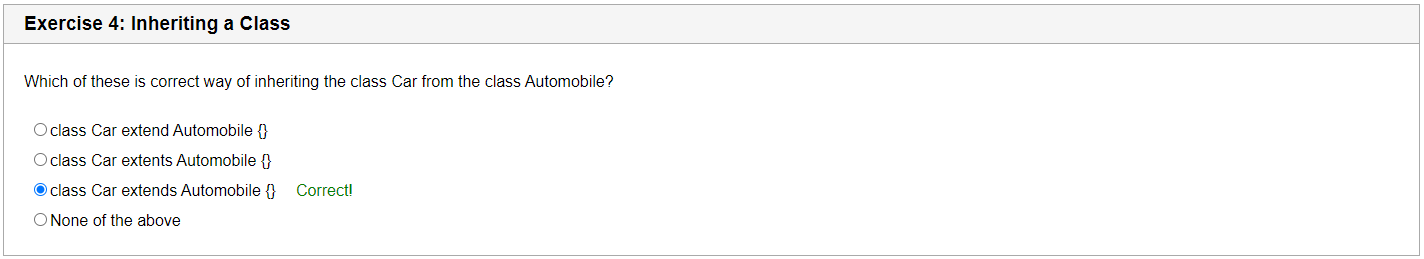 Exercise 4: Inheriting a Class
Which of these is correct way of inheriting the class Car from the class Automobile?
class Car extend Automobile {}
class Car extents Automobile {}
class Car extends Automobile {} Correct!
None of the above